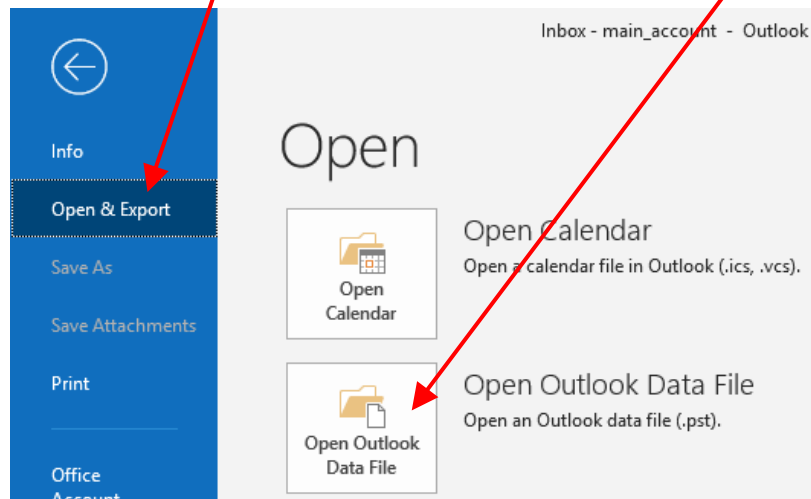 Inbox - main_account - Outlook
Info
Open & Export
Save As
Save Attachments
Print
Office
Account
Open
Open
Calendar
Open Calendar
Open a calendar file in Outlook (.ics, .vcs).
Open Outlook
Data File
Open Outlook Data File
Open an Outlook data file (.pst).